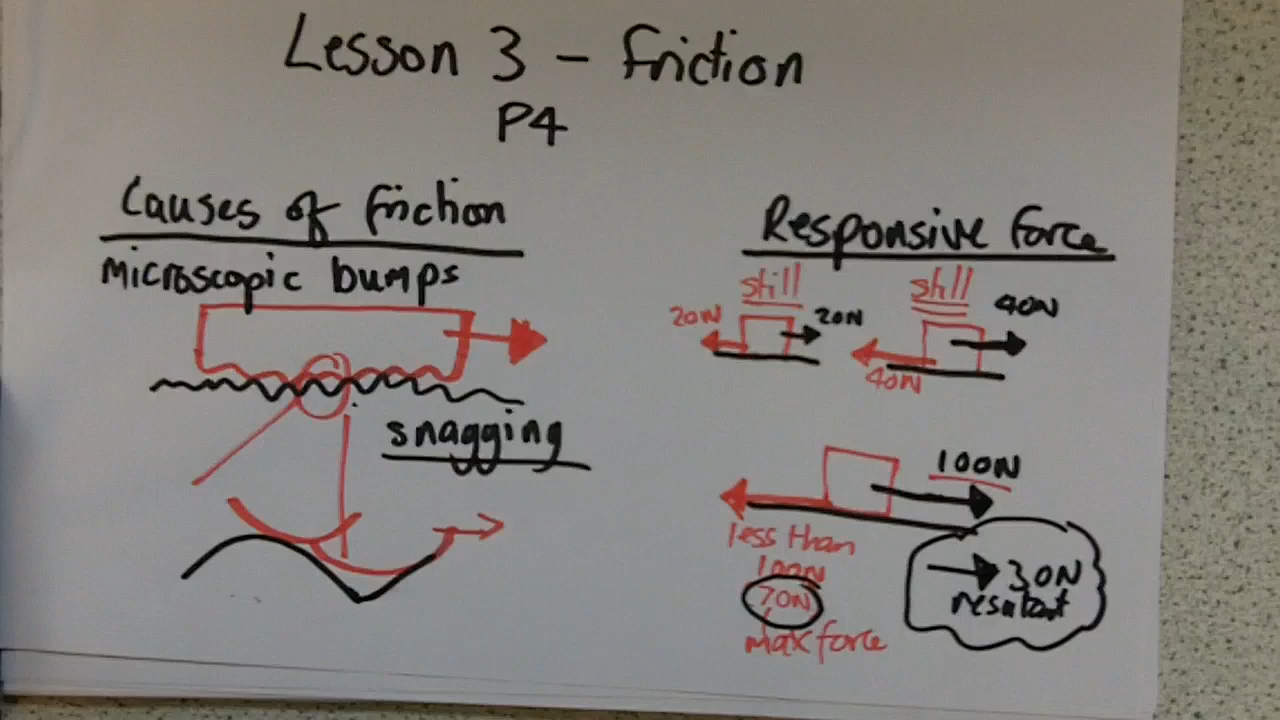 Lesson 3 - Friction
P4
Causes of friction
Microscopic bumps
snagging
Responsive Force
still
20N
20N
still
40N
40N
100N
less than
100N
70N
Max force
30N
resultant